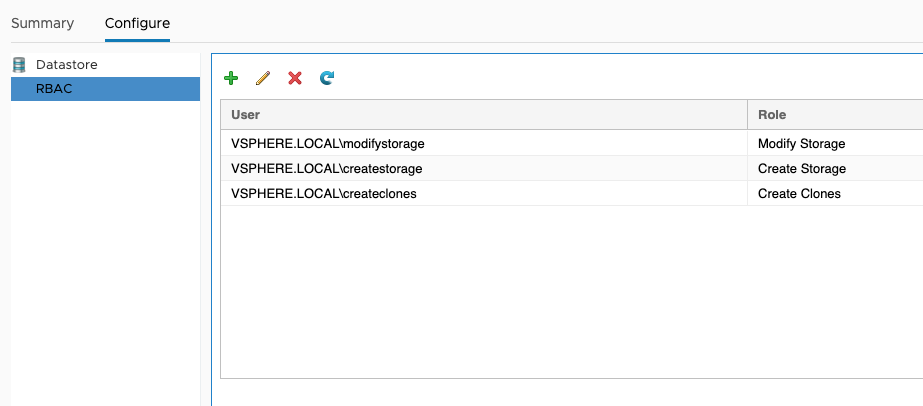 Summary Configure
Datastore
RBAC
User Role
VSPHERE.LOCAL\modifystorage Modify Storage
VSPHERE.LOCAL\createstorage Create Storage
VSPHERE.LOCAL\createclones Create Clones